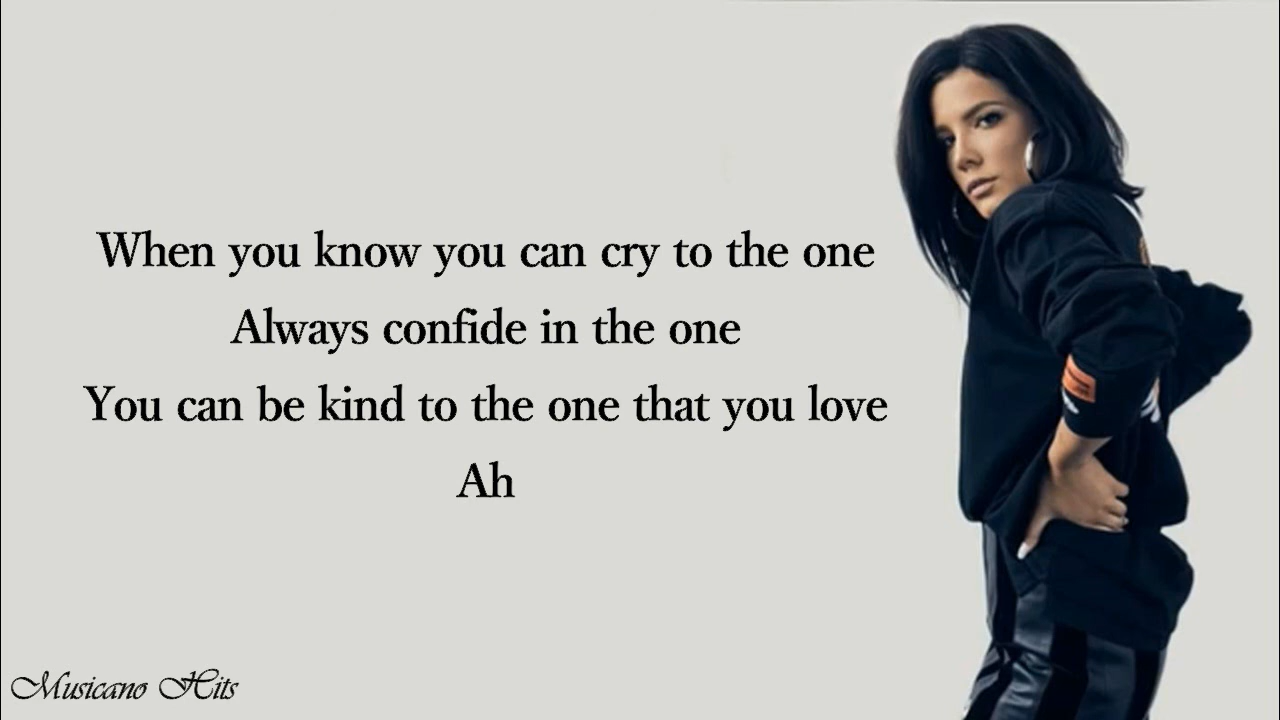 When you know you can cry to the one
Always confide in the one
You can be kind to the one that you love
Ah
Musicano Hits